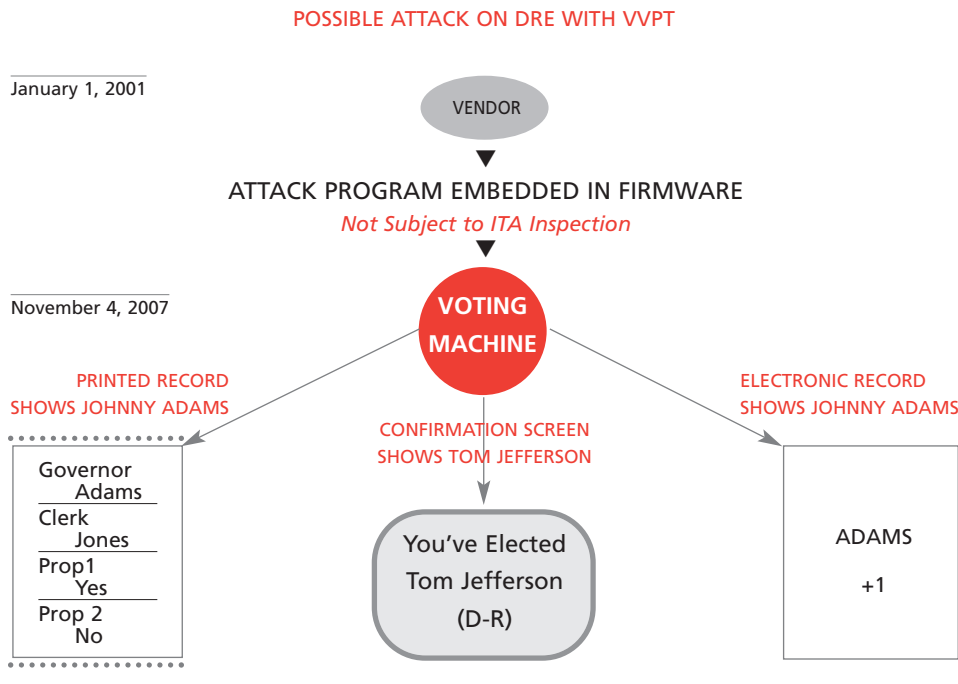 POSSIBLE ATTACK ON DRE WITH VVPT
January 1, 2001
VENDOR
ATTACK PROGRAM EMBEDDED IN FIRMWARE
Not Subject to ITA Inspection
November 4, 2007
VOTING
MACHINE
PRINTED RECORD
SHOWS JOHNNY ADAMS
Governor
Adams
Clerk
Jones
Prop1
Yes
Prop 2
No
CONFIRMATION SCREEN
SHOWS TOM JEFFERSON
You've Elected
Tom Jefferson
(D-R)
ELECTRONIC RECORD
SHOWS JOHNNY ADAMS
ADAMS
+1